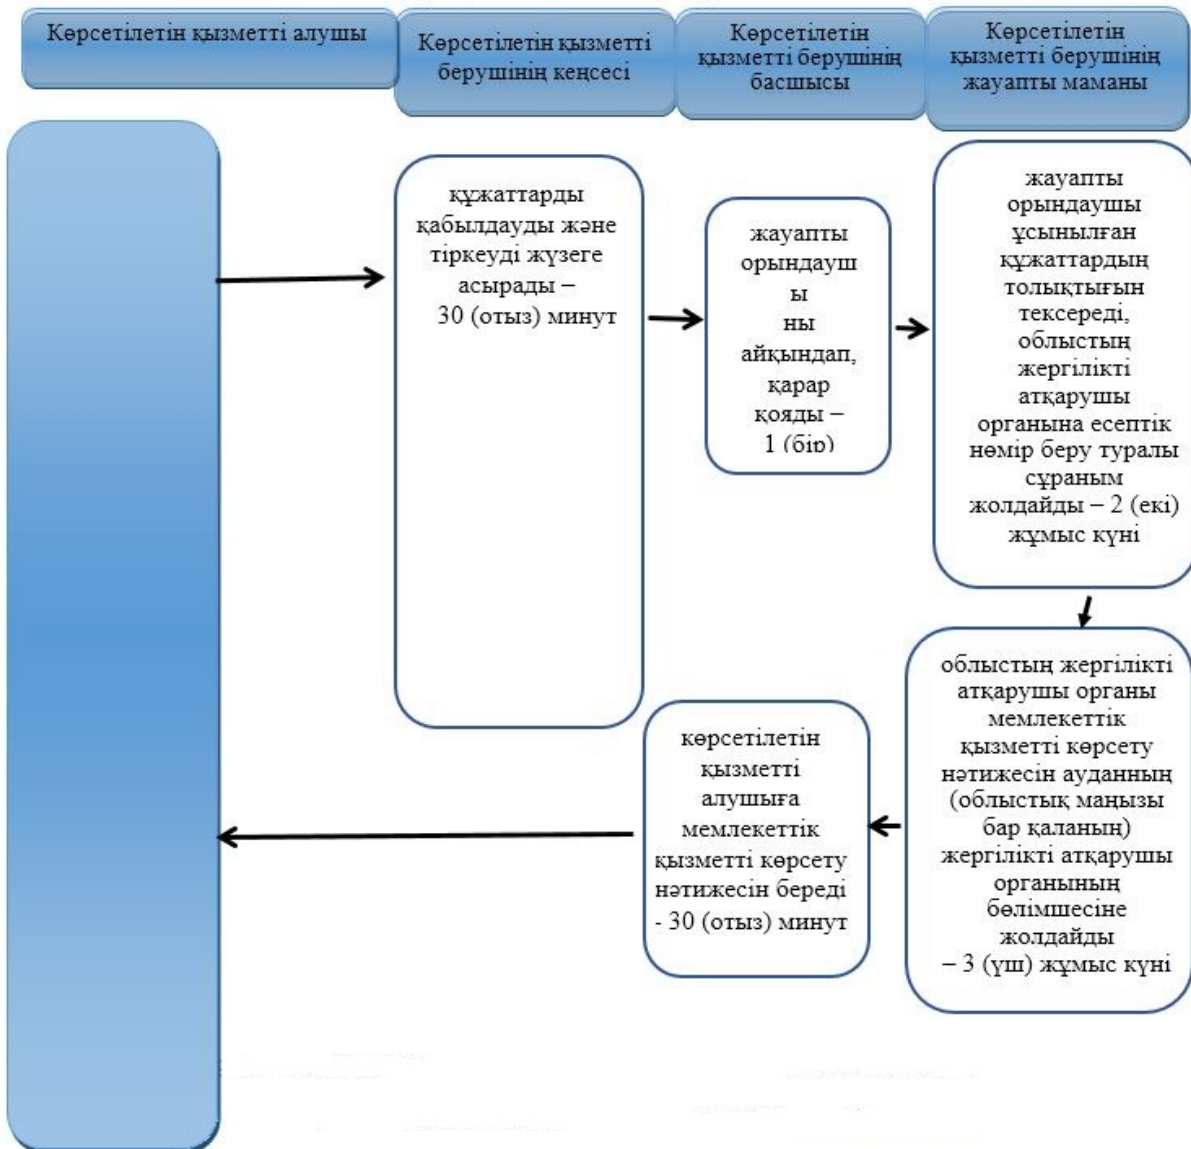 Көрсетілетін қызметті алушы
Көрсетілетін қызметті
берушінің кеңсесі
Көрсетілетін
қызметті берушінің
басшысы
Көрсетілетін
қызметті берушінің
жауапты маманы
құжаттарды
қабылдауды және
тіркеуді жүзеге
асырады –
30 (отыз) минут
жауапты
орындауш
ы
ны
айқындап,
қарар
қояды –
1 (бір)
жауапты
орындаушы
ұсынылған
құжаттардың
толықтығын
тексереді,
облыстың
жергілікті
атқарушы
органына есептік
нөмір беру туралы
сұраным
жолдайды – 2 (екі)
жұмыс күні
облыстың жергілікті
атқарушы органы
мемлекеттік
қызметті көрсету
нәтижесін ауданның
(облыстық маңызы
бар қаланың)
жергілікті атқарушы
органының
бөлімшесіне
жолдайды
– 3 (үш) жұмыс күні
көрсетілетін
қызметті
алушыға
мемлекеттік
қызметті көрсету
нәтижесін береді
- 30 (отыз) минут